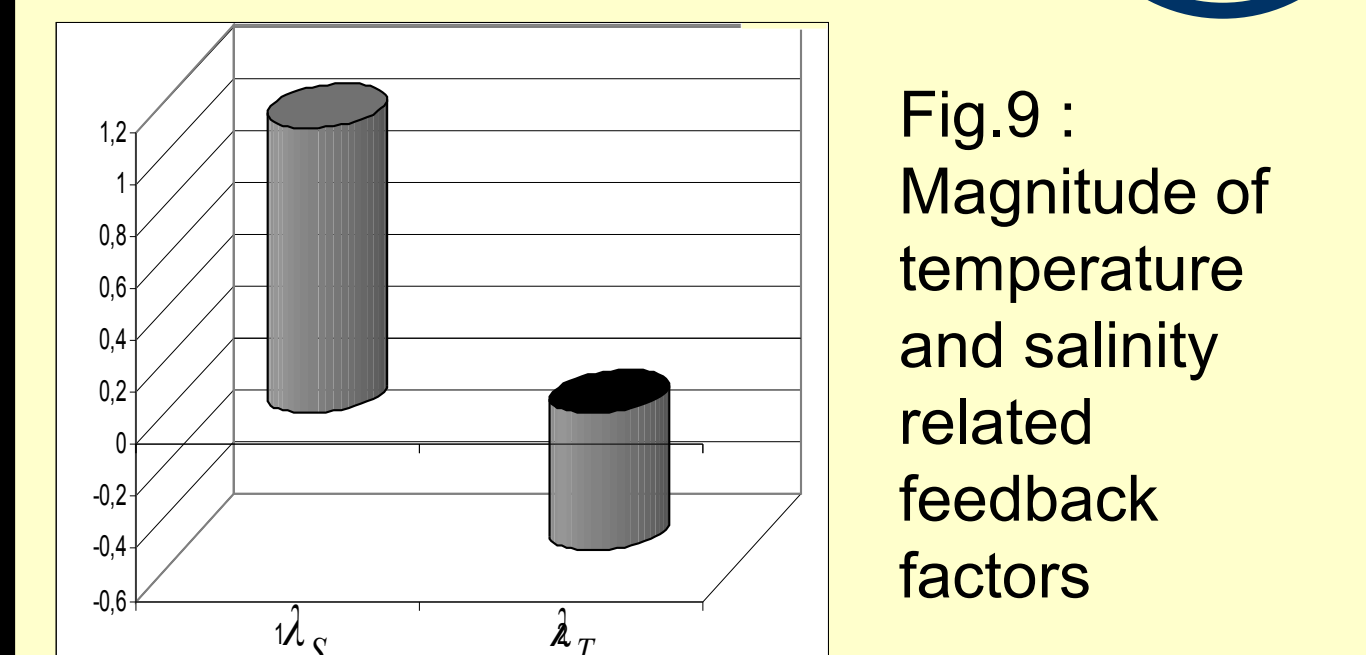 1,2
1
0,8
0,6
0,4
0,2
0
-0,2
-0,4
-0,6
1λS
λT
Fig.9 :
Magnitude of
temperature
and salinity
related
feedback
factors